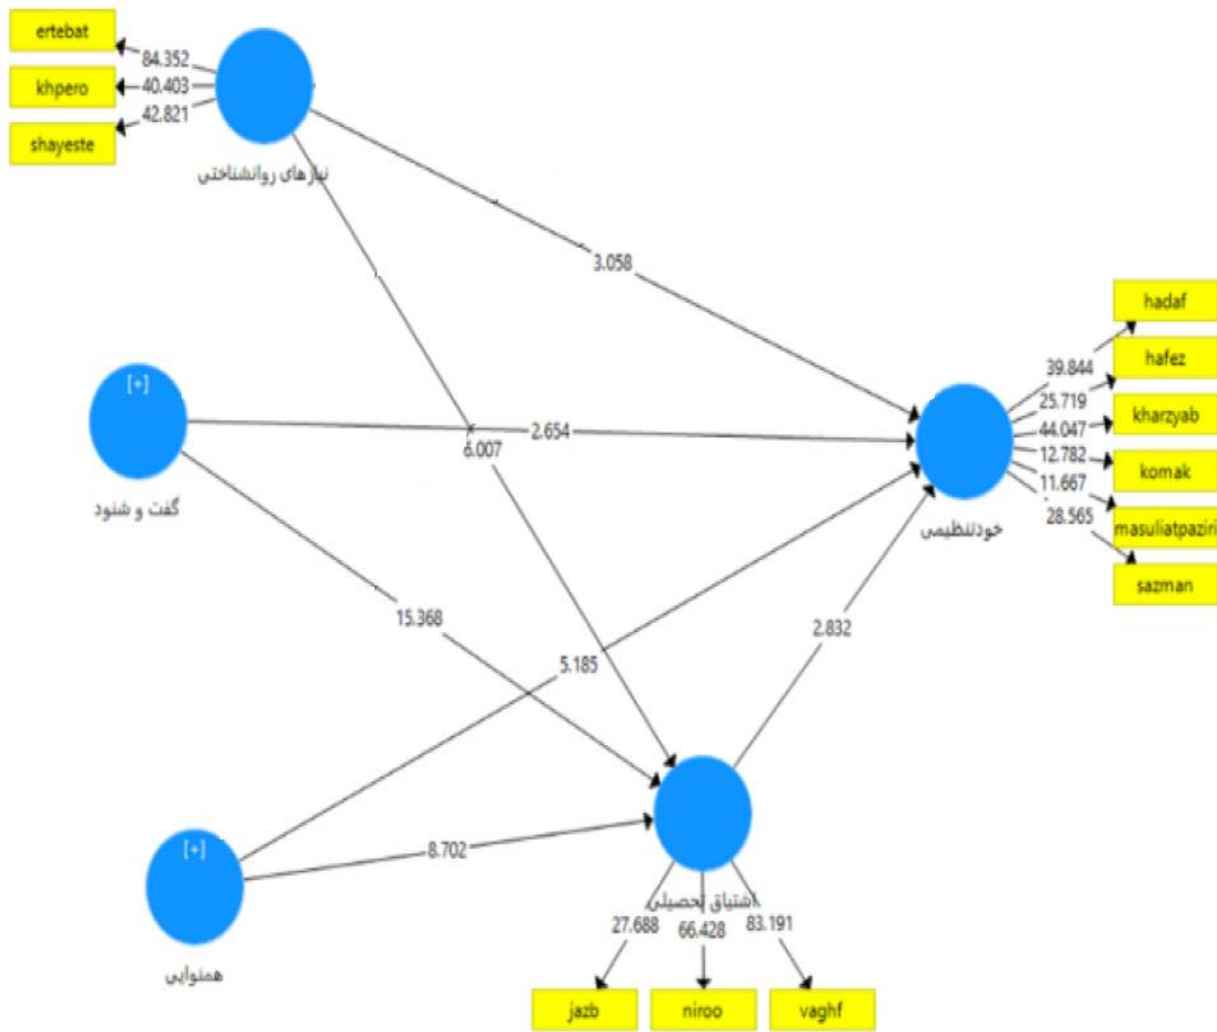 ertebat
84.352
khpero
40.403
42.821
shayeste
نیازهای روانشناختی
3.058
hadaf
39.844
hafez
25.719
[+]
kharzyab
44.047
2.654
12.782
6.007
komak
11.667
گفت و شنود
28.565
masuliatpaziri
خودتنظیمی
sazman
15.368
2.832
5.185
[+]
8.702
اشتیاق تحصیلی
27.688
66.428
83.191
همنوایی
jazb
niroo
vaghf